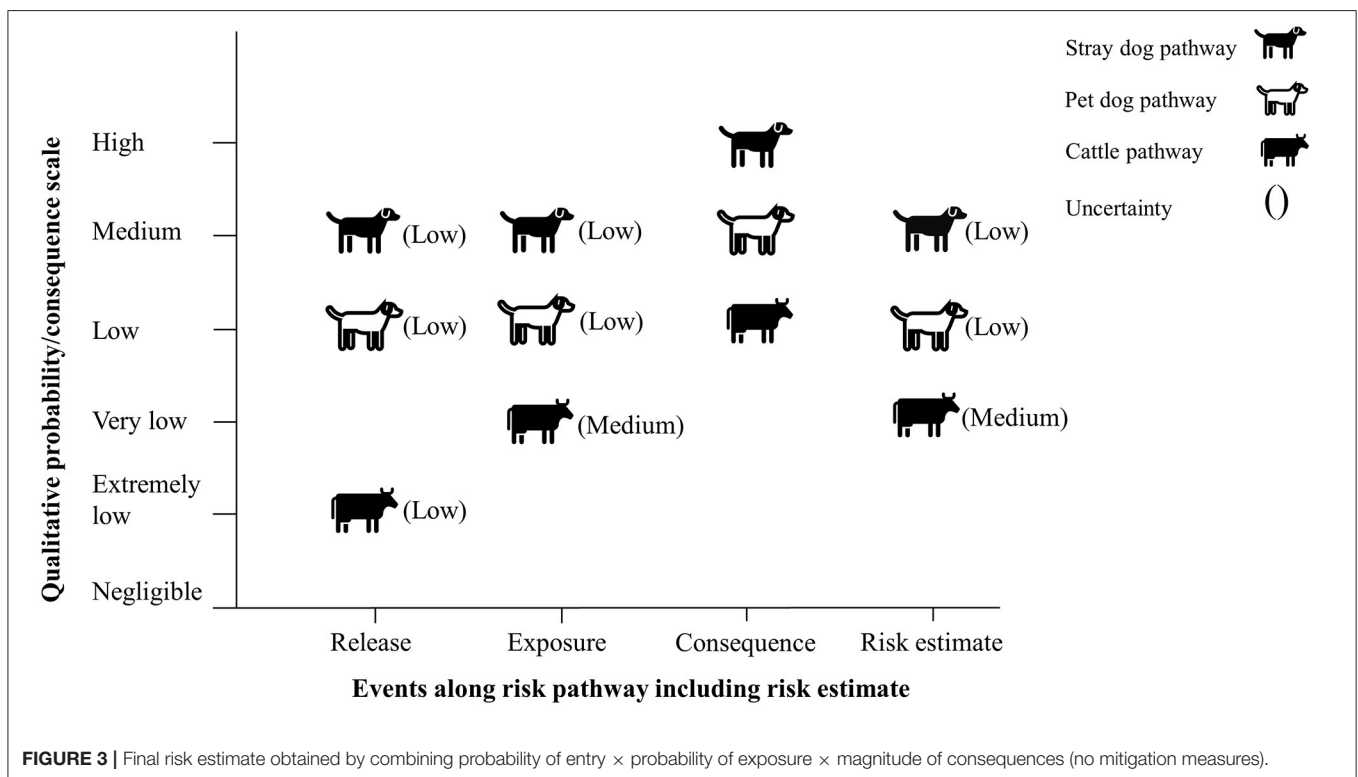 Stray dog pathway
Pet dog pathway
Cattle pathway
Uncertainty ()
Qualitative probability/consequence scale
High
Medium (Low) (Low) (Low)
Low (Low) (Low) (Low)
Very low (Medium) (Medium)
Extremely
low (Low)
Negligible
Release Exposure Consequence Risk estimate
Events along risk pathway including risk estimate
FIGURE 3 | Final risk estimate obtained by combining probability of entry × probability of exposure × magnitude of consequences (no mitigation measures).